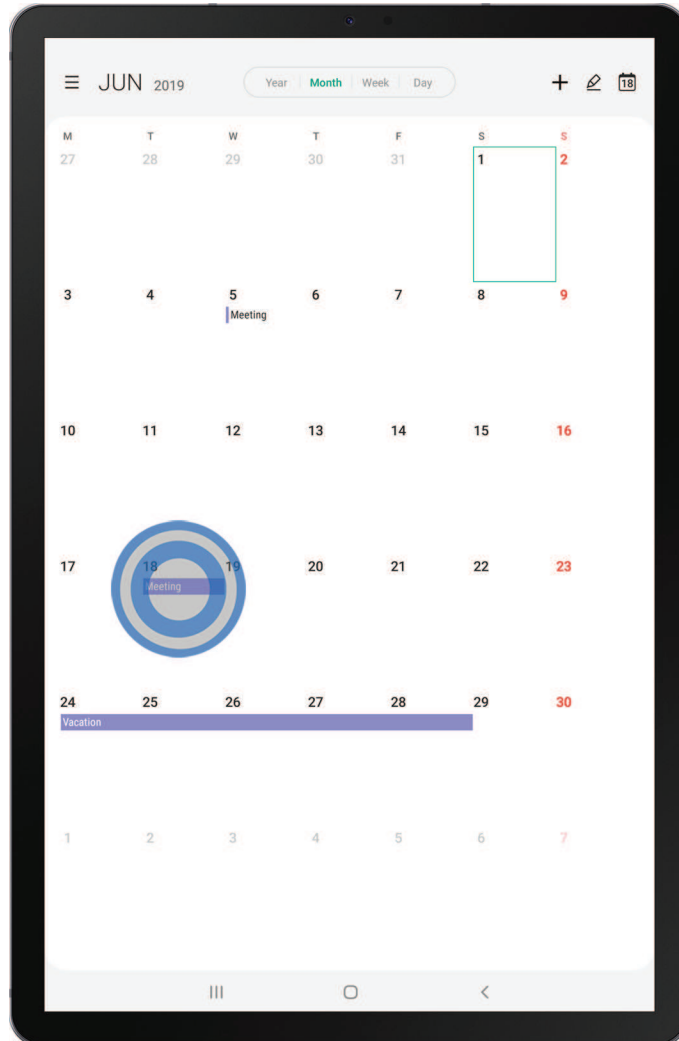 JUN 2019
Year Month Week Day
18
M T W T F S S
27 28 29 30 31 1 2
3 4 5 6 7 8 9
Meeting
10 11 12 13 14 15 16
17 18 19 20 21 22 23
Meeting
24 25 26 27 28 29 30
Vacation
1 2 3 4 5 6 7